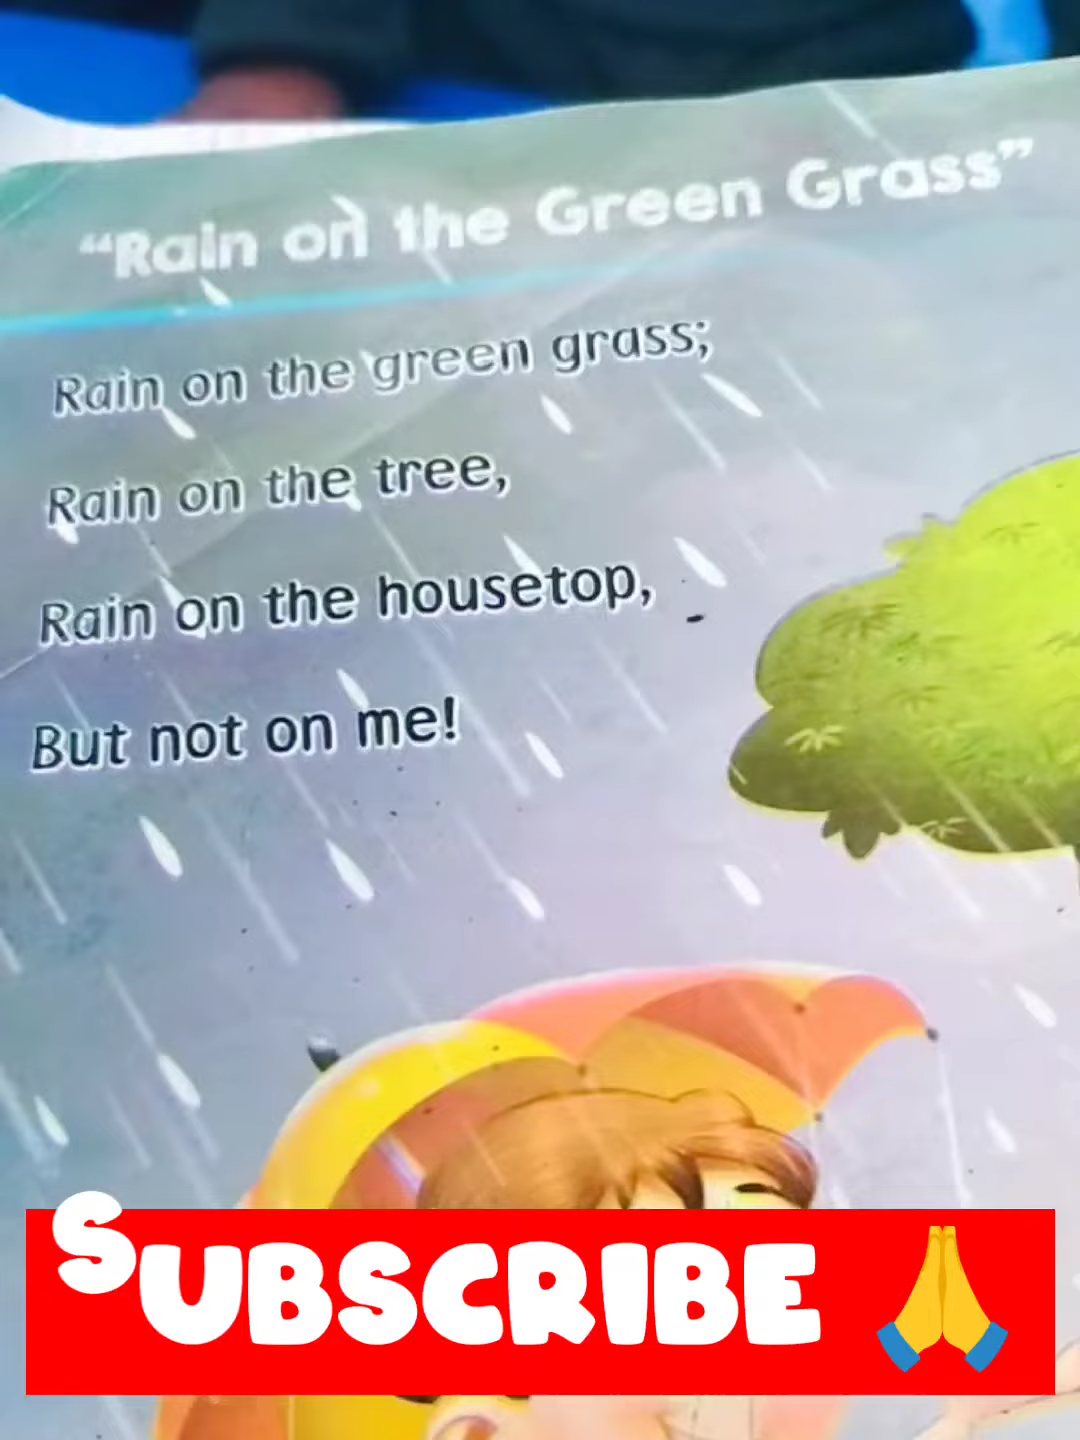 "Rain on the Green Grass"
Rain on the green grass;
Rain on the tree,
Rain on the housetop,
But not on me!
SUBSCRIBE